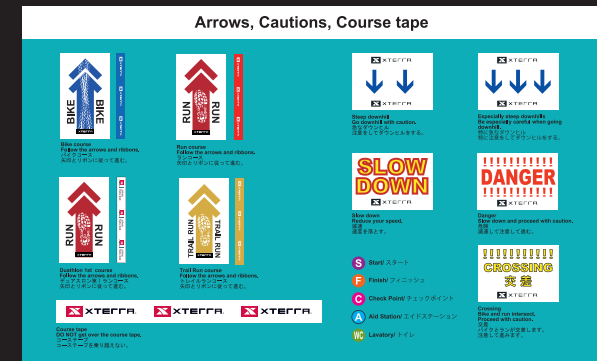 Arrows, Cautions, Course tape
BIKE BIKE
XTERRA
Bike course
Follow the arrows and ribbons.
バイクコース
矢印とリボンに従って進む。
RUN RUN
XTERRA
Run course
Follow the arrows and ribbons.
ランコース
矢印とリボンに従って進む。
RUN RUN
XTERRA
Duathlon 1st course
Follow the arrows and ribbons.
デュアスロン第1ランコース
矢印とリボンに従って進む。
TRAIL RUN TRAIL RUN
XTERRA
Trail Run course
Follow the arrows and ribbons.
トレイルランコース
矢印とリボンに従って進む。
XTERRA XTERRA XTERRA
Course tape
DO NOT get over the course tape.
コーステープ
コーステープを乗り越えない。
XTERRA
XTERRA
Steep downhill
Go downhill with caution.
急なダウンヒル
注意をしてダウンヒルをする。
XTERRA
XTERRA
Especially steep downhills
Be especially careful when going
downhill.
特に急なダウンヒル
特に注意をしてダウンヒルをする。
SLOW
DOWN
Slow down
Reduce your speed.
減速
速度を落とす。
!!!!!!!!!!
DANGER
!!!!!!!!!!
XTERRA
Danger
Slow down and proceed with caution.
危険
減速して注意して進む。
S Start/ スタート
F Finish/ フィニッシュ
C Check Point/ チェックポイント
A Aid Station/ エイドステーション
WC Lavatory/ トイレ
!!!!!!!!!!
CROSSING
交差
XTERRA
Crossing
Bike and run intersect.
Proceed with caution.
交差
バイクとランが交差します。
注意して進みます。